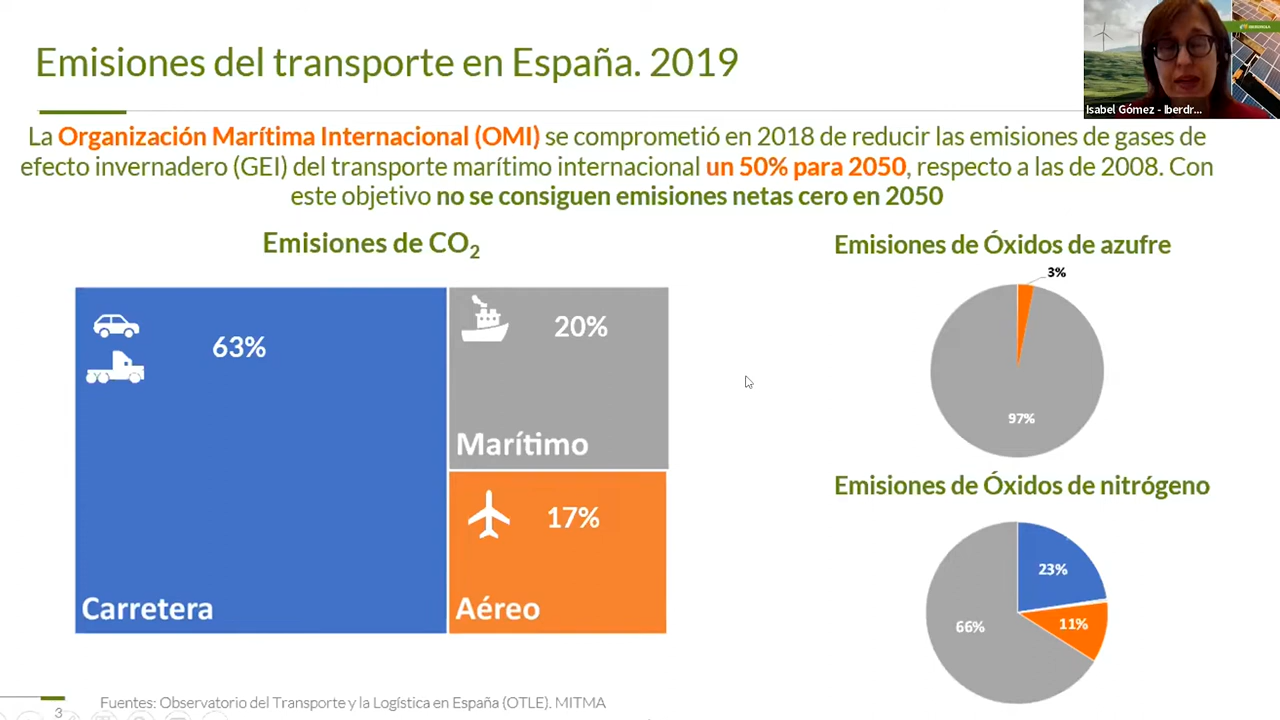 Emisiones del transporte en España. 2019
IBERDROLA
Isabel Gómez - Iberdr...
La Organización Marítima Internacional (OMI) se comprometió en 2018 de reducir las emisiones de gases de
efecto invernadero (GEI) del transporte marítimo internacional un 50% para 2050, respecto a las de 2008. Con
este objetivo no se consiguen emisiones netas cero en 2050
Emisiones de CO₂
63%
Carretera
20%
Marítimo
17%
Aéreo
Emisiones de Óxidos de azufre
3%
97%
Emisiones de Óxidos de nitrógeno
23%
11%
66%
Fuentes: Observatorio del Transporte y la Logística en España (OTLE). MITMA
3